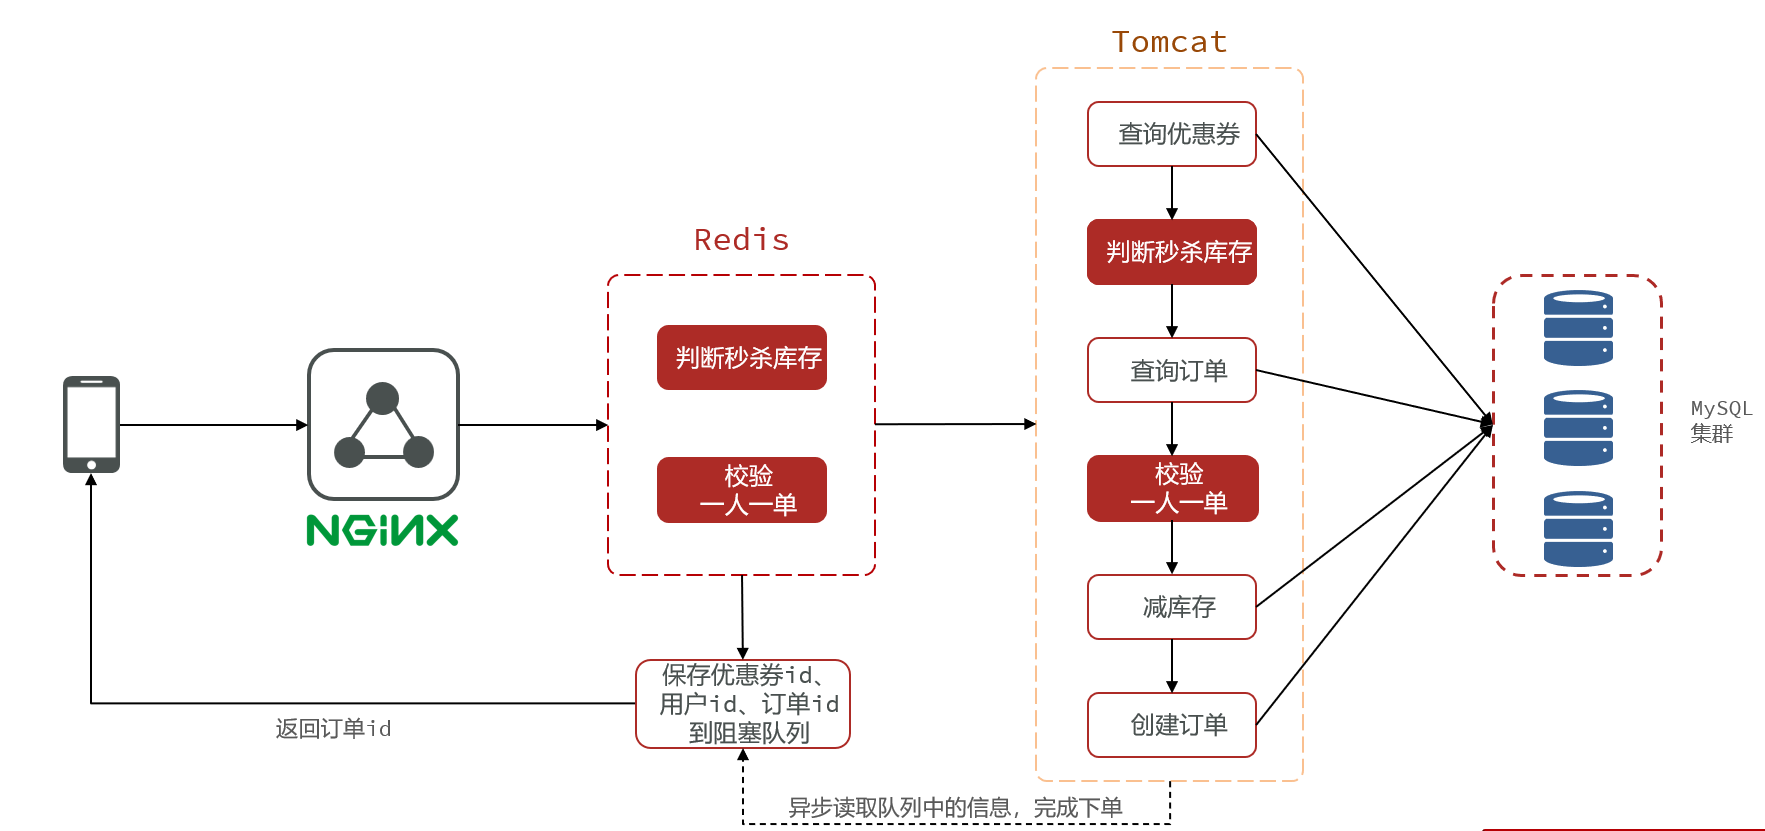 Tomcat
查询优惠券
判断秒杀库存
查询订单
校验
一人一单
减库存
创建订单
Redis
判断秒杀库存
校验
一人一单
NGINX
MySQL
集群
保存优惠券id、
用户id、订单id
到阻塞队列
返回订单id
异步读取队列中的信息，完成下单